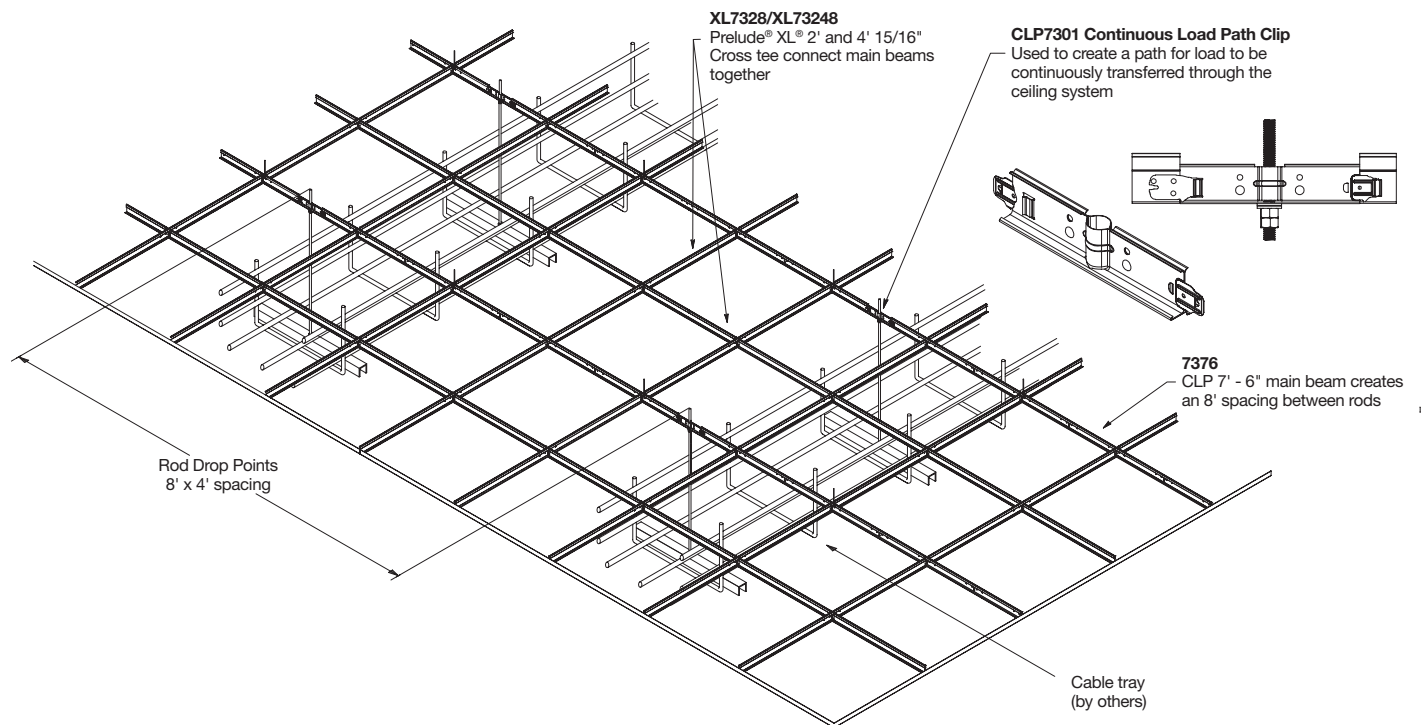 XL7328/XL73248
Prelude® XL® 2' and 4' 15/16"
Cross tee connect main beams
together
CLP7301 Continuous Load Path Clip
Used to create a path for load to be
continuously transferred through the
ceiling system
7376
CLP 7' - 6" main beam creates
an 8' spacing between rods
Rod Drop Points
8' x 4' spacing
Cable tray
(by others)